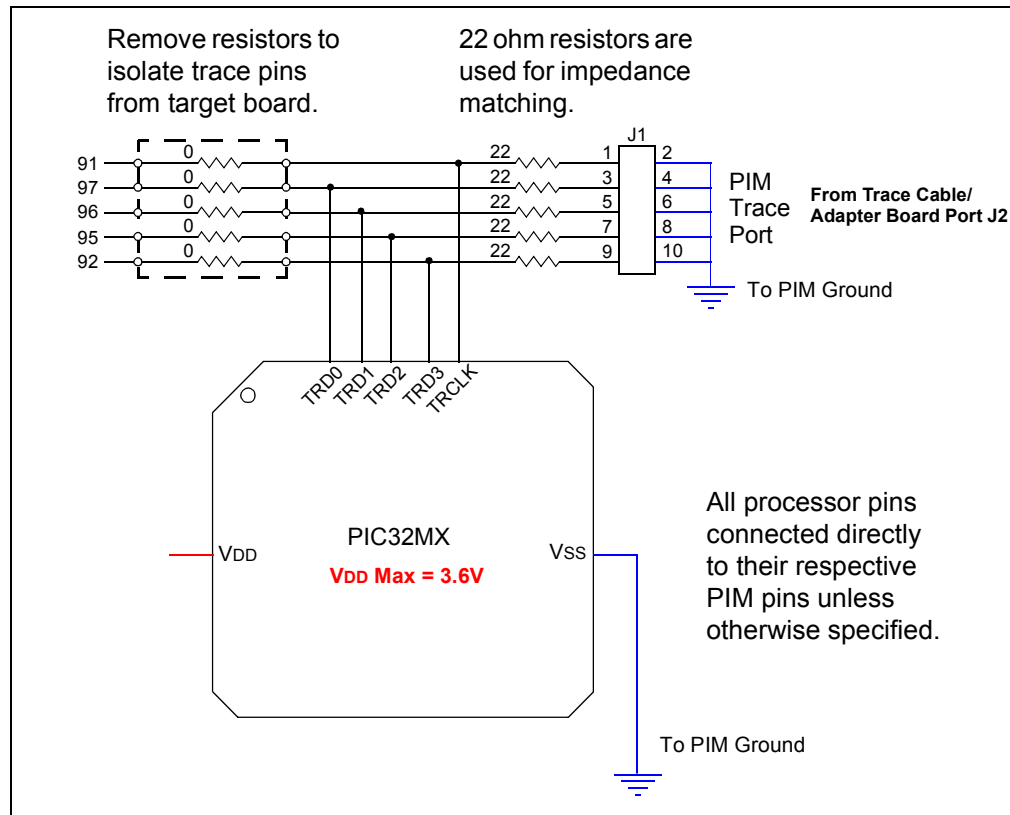 Remove resistors to
isolate trace pins
from target board.
22 ohm resistors are
used for impedance
matching.
J1
91 0 22 1 2
97 0 22 3 4
96 0 22 5 6
95 0 22 7 8
92 0 22 9 10
PIM
Trace
Port
From Trace Cable/
Adapter Board Port J2
To PIM Ground
TRD0
TRD1
TRD2
TRD3
TRCLK
VDD
PIC32MX
VDD Max = 3.6V
VSS
All processor pins
connected directly
to their respective
PIM pins unless
otherwise specified.
To PIM Ground